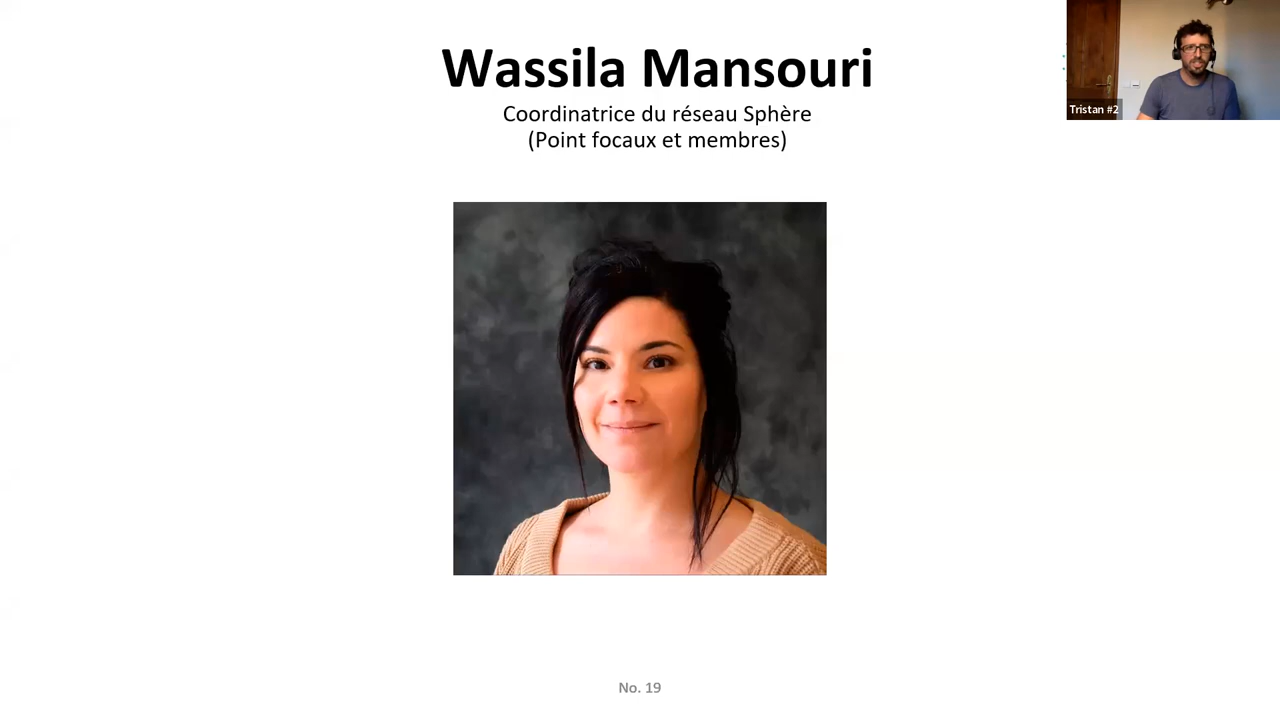 Wassila Mansouri
Coordinatrice du réseau Sphère
(Point focaux et membres)
Tristan #2
No. 19